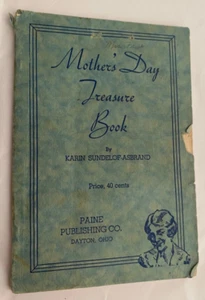 Mother's Day
Treasure
Book
By
KARIN SUNDELOF-ASBRAND
Price, 40 cents
PAINE
PUBLISHING CO.
DAYTON, OHIO